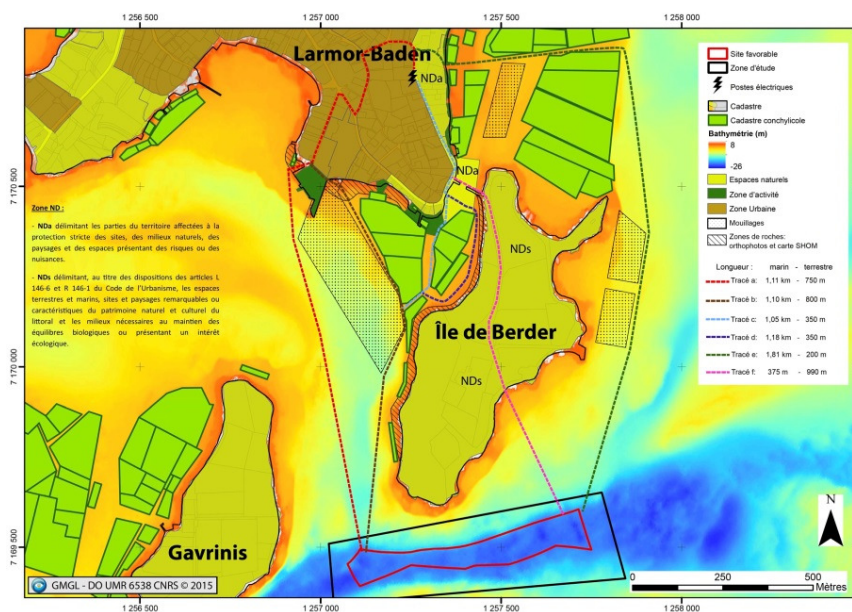 1 256 500
1 257 000
1 257 500
1 258 000
Larmor-Baden
NDa
Site favorable
Zone d'étude
Postes électriques
Cadastre
Cadastre conchylicole
Bathymétrie (m)
8
-26
Espaces naturels
Zone d'activité
Zone Urbaine
Mouillages
Zones de roches:
orthophotos et carte SHOM
Longueur : marin - terrestre
Tracé a: 1,11 km - 750 m
Tracé b: 1,10 km - 800 m
Tracé c: 1,05 km - 350 m
Tracé d: 1,18 km - 350 m
Tracé e: 1,81 km - 200 m
Tracé f: 375 m - 990 m
7 170 500
NDa
Zone ND :
- NDa délimitant les parties du territoire affectées à la
protection stricte des sites, des milieux naturels, des
paysages et des espaces présentant des risques ou des
nuisances.
- NDs délimitant, au titre des dispositions des articles L
146-6 et R 146-1 du Code de l'Urbanisme, les espaces
terrestres et marins, sites et paysages remarquables ou
caractéristiques du patrimoine naturel et culturel du
littoral et les milieux nécessaires au maintien des
équilibres biologiques ou présentant un intérêt
écologique.
NDs
Île de Berder
7 170 000
NDs
7 169 500
Gavrinis
N
0 250 500
Mètres
GMGL - DO UMR 6538 CNRS © 2015